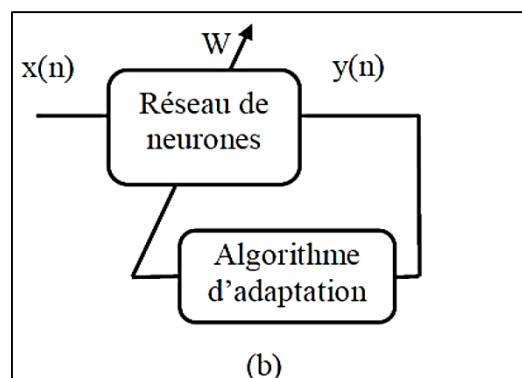 W
x(n)
y(n)
Réseau de
neurones
Algorithme
d'adaptation
(b)